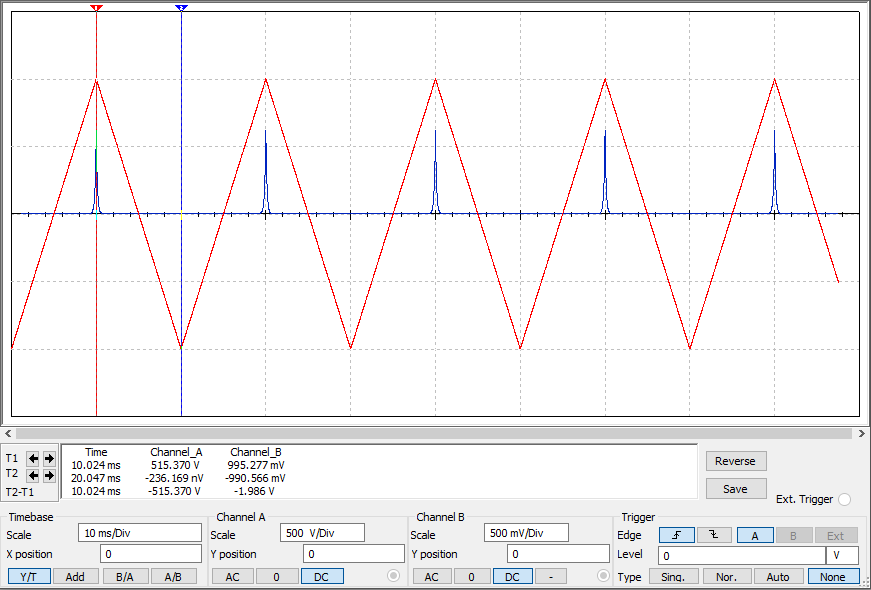 1 2
T1
T2
T2-T1
Time Channel_A Channel_B
10.024 ms 515.370 V 995.277 mV
20.047 ms -236.169 nV -990.566 mV
10.024 ms -515.370 V -1.986 V
Reverse
Save
Ext. Trigger
Timebase
Scale 10 ms/Div
X position 0
Y/T Add B/A A/B
Channel A
Scale 500 V/Div
Y position 0
AC 0 DC
Channel B
Scale 500 mV/Div
Y position 0
AC 0 DC -
Trigger
Edge A B Ext
Level 0 V
Type Sing. Nor. Auto None